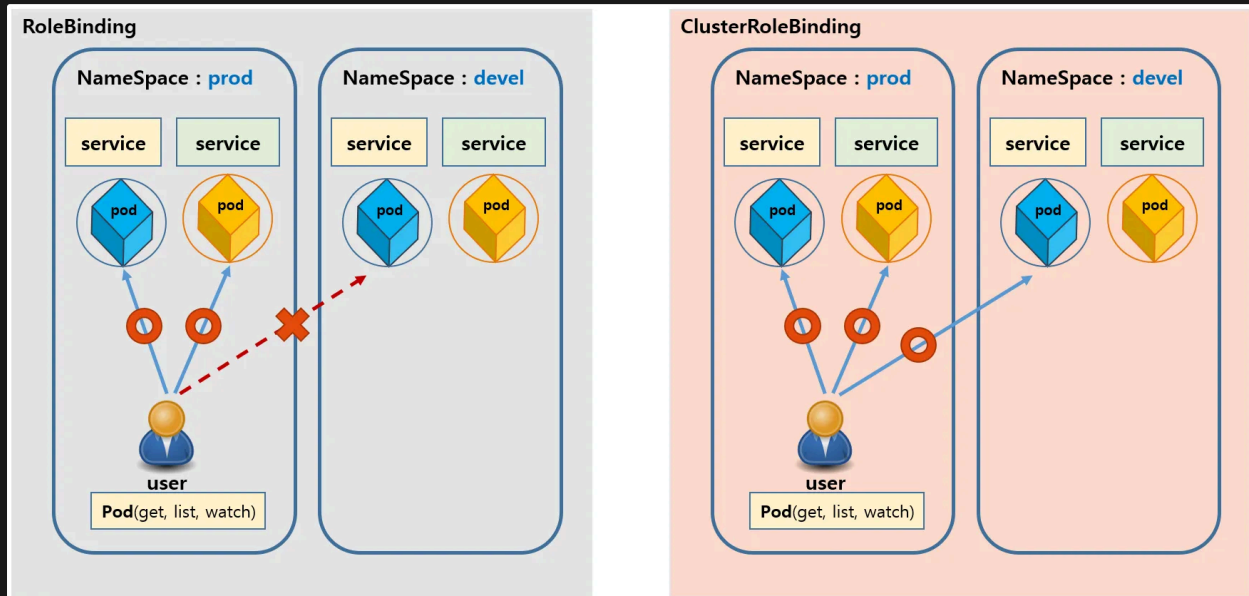 RoleBinding
NameSpace : prod
service
service
pod
pod
NameSpace : devel
service
service
pod
pod
user
Pod(get, list, watch)
ClusterRoleBinding
NameSpace : prod
service
service
pod
pod
NameSpace : devel
service
service
pod
pod
user
Pod(get, list, watch)